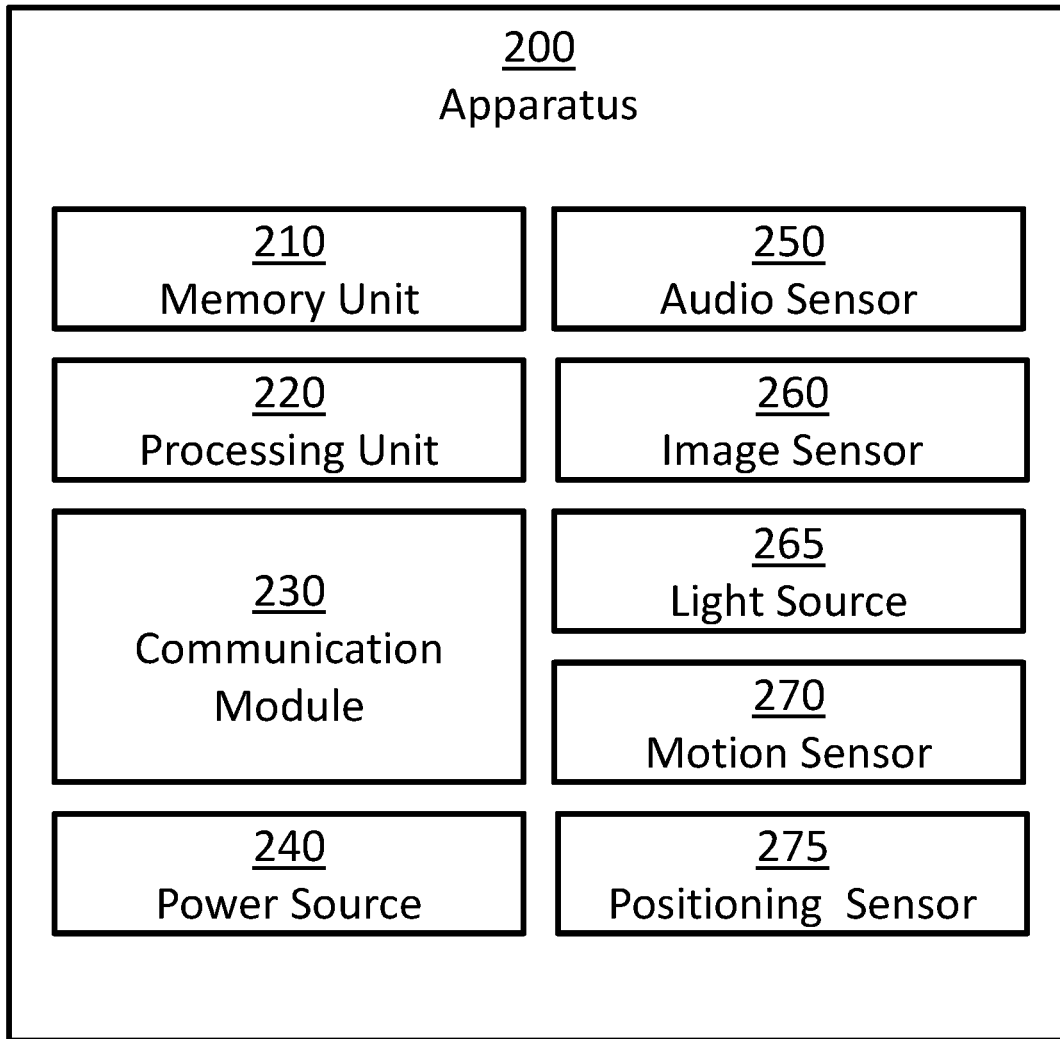 200
Apparatus
210
Memory Unit
250
Audio Sensor
220
Processing Unit
260
Image Sensor
230
Communication
Module
265
Light Source
270
Motion Sensor
240
Power Source
275
Positioning Sensor